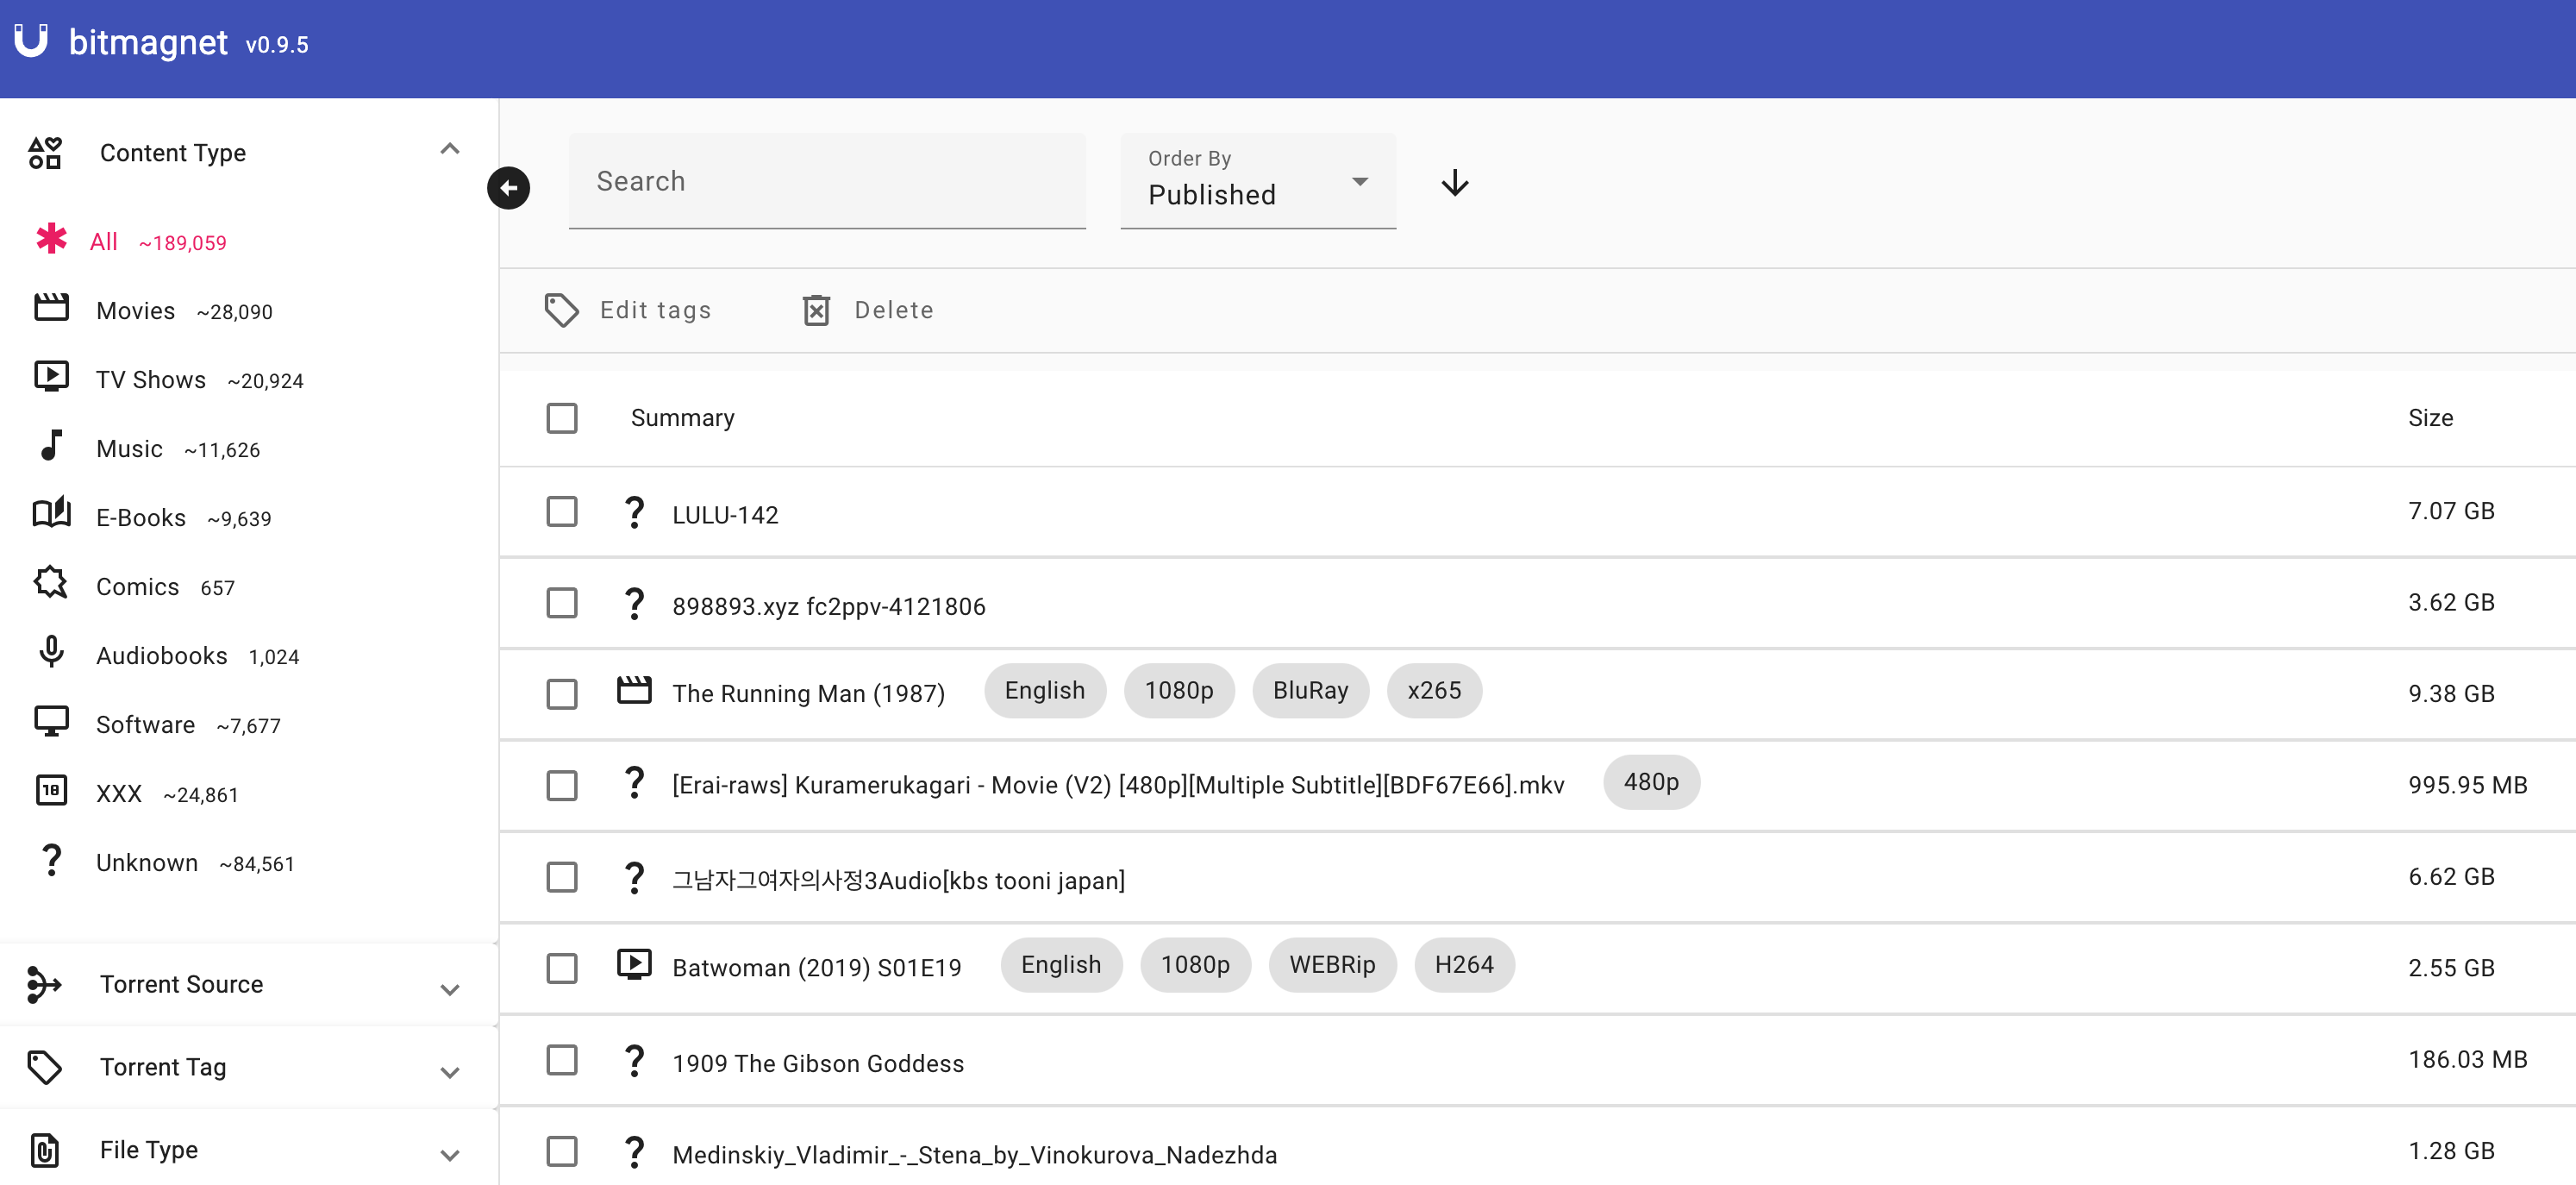 bitmagnet v0.9.5
Content Type
All ~189,059
Movies ~28,090
TV Shows ~20,924
Music ~11,626
E-Books ~9,639
Comics 657
Audiobooks 1,024
Software ~7,677
18 XXX ~24,861
? Unknown ~84,561
Torrent Source
Torrent Tag
File Type
Search
Order By
Published
Edit tags Delete
Summary Size
? LULU-142 7.07 GB
? 898893.xyz fc2ppv-4121806 3.62 GB
The Running Man (1987) English 1080p BluRay x265 9.38 GB
? [Erai-raws] Kuramerukagari - Movie (V2) [480p][Multiple Subtitle][BDF67E66].mkv 480p 995.95 MB
? 그남자그여자의사정3Audio[kbs tooni japan] 6.62 GB
Batwoman (2019) S01E19 English 1080p WEBRip H264 2.55 GB
? 1909 The Gibson Goddess 186.03 MB
? Medinskiy_Vladimir_-_Stena_by_Vinokurova_Nadezhda 1.28 GB